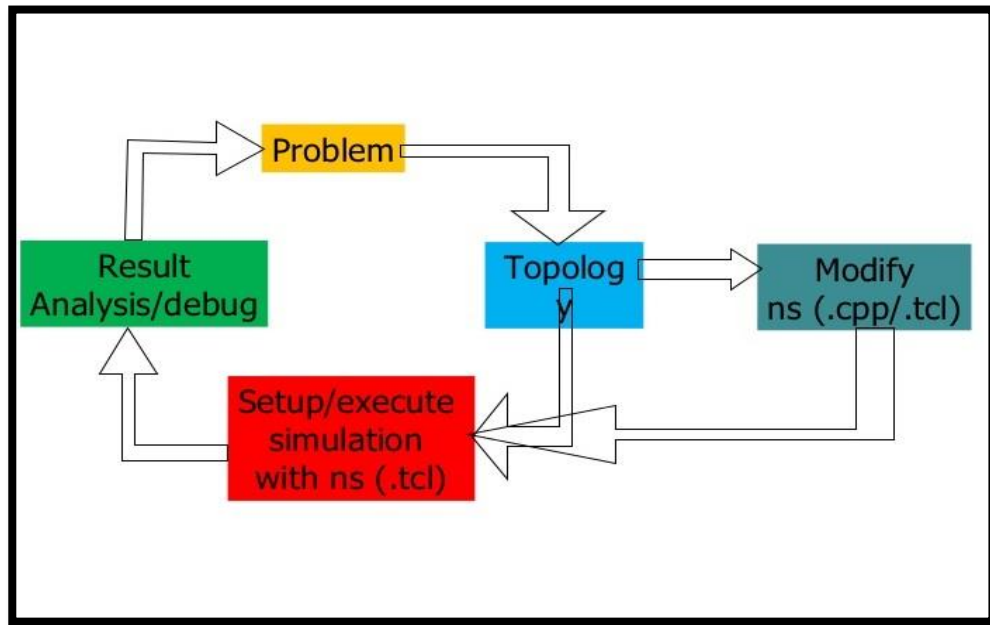 Problem
Result
Analysis/debug
Topolog
y
Modify
ns (.cpp/.tcl)
Setup/execute
simulation
with ns (.tcl)